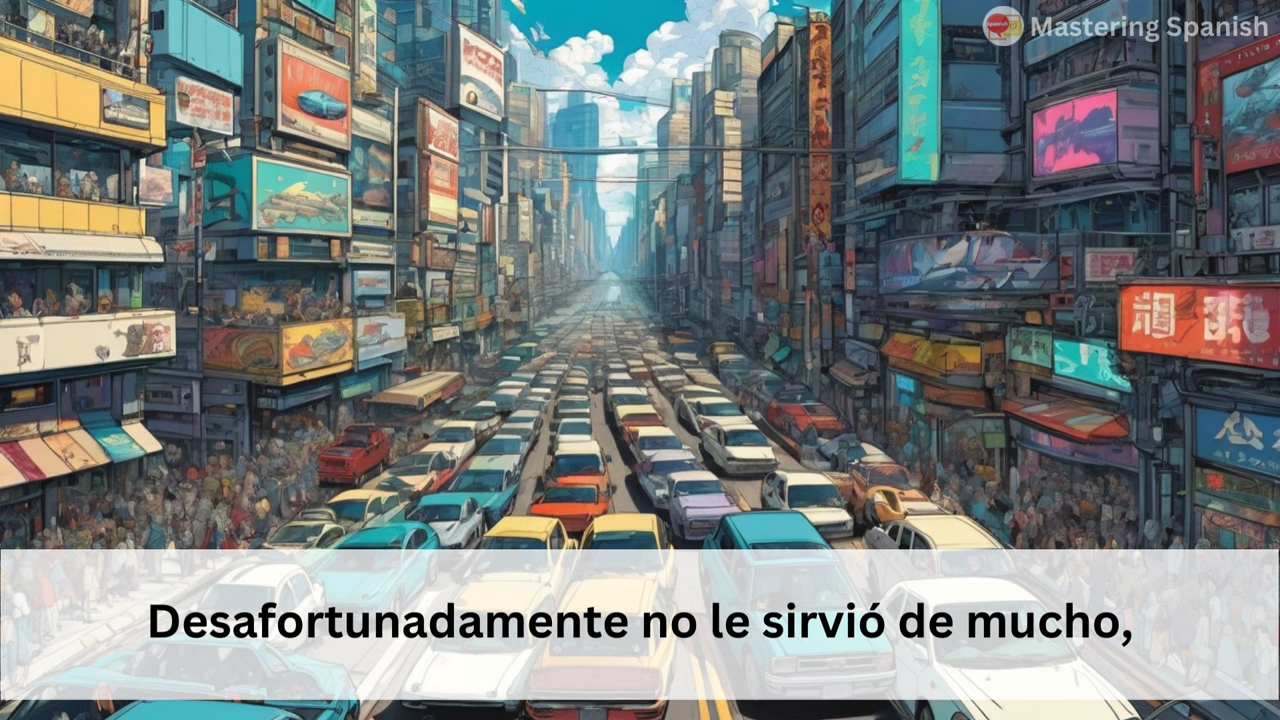 Mastering Spanish
Desafortunadamente no le sirvió de mucho,